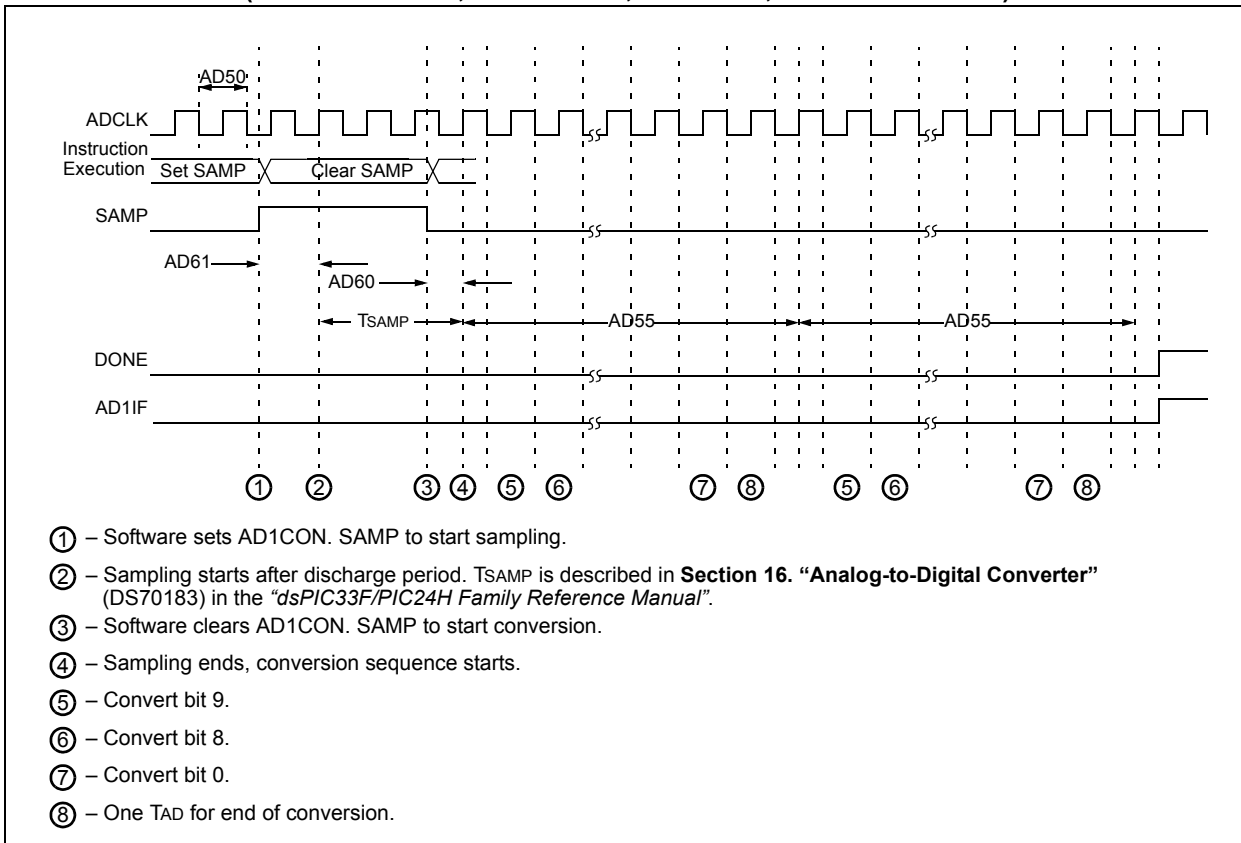 AD50
ADCLK
Instruction
Execution
Set SAMP
Clear SAMP
SAMP
AD61
AD60
TSAMP
AD55
AD55
DONE
AD1IF
① ② ③ ④ ⑤ ⑥ ⑦ ⑧ ⑤ ⑥ ⑦ ⑧
① – Software sets AD1CON. SAMP to start sampling.
② – Sampling starts after discharge period. TSAMP is described in Section 16. “Analog-to-Digital Converter”
(DS70183) in the “dsPIC33F/PIC24H Family Reference Manual”.
③ – Software clears AD1CON. SAMP to start conversion.
④ – Sampling ends, conversion sequence starts.
⑤ – Convert bit 9.
⑥ – Convert bit 8.
⑦ – Convert bit 0.
⑧ – One TAD for end of conversion.